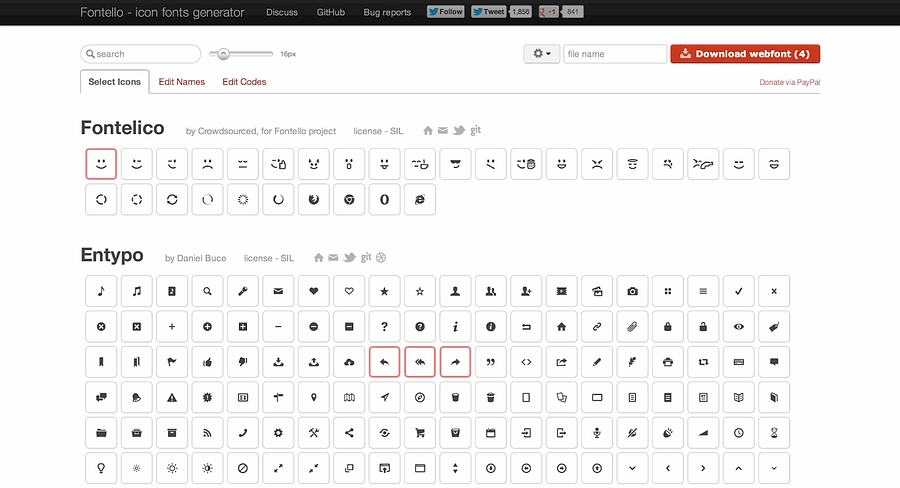 Fontello - icon fonts generator Discuss GitHub Bug reports Follow Tweet 1,856 +1 841
search 16px file name Download webfont (4)
Select Icons Edit Names Edit Codes Donate via PayPal
Fontelico by Crowdsourced, for Fontello project license - SIL git
Entypo by Daniel Buce license - SIL git